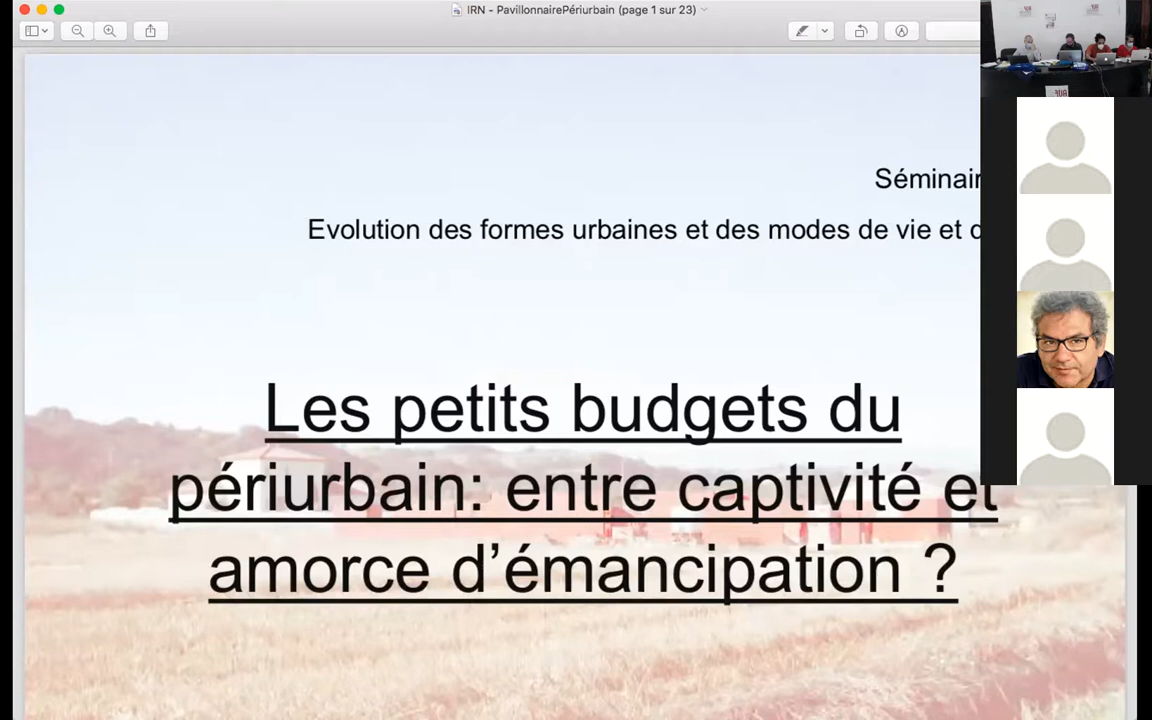 IRN - PavillonnairePériurbain (page 1 sur 23)
Séminair
Evolution des formes urbaines et des modes de vie et d
Les petits budgets du
périurbain: entre captivité et
amorce d’émancipation ?